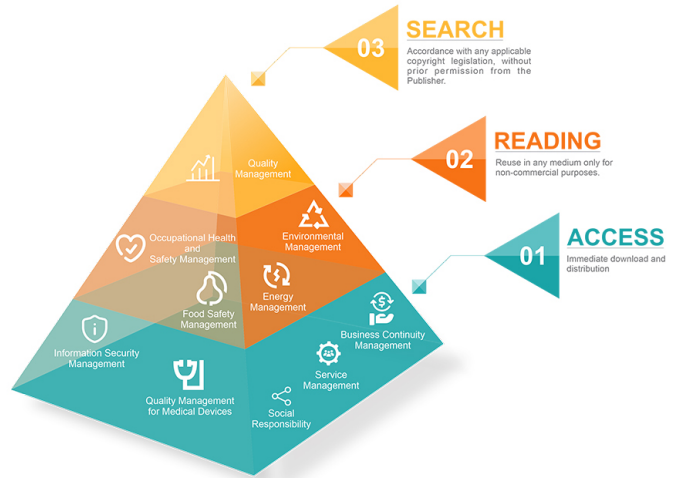 03
SEARCH
Accordance with any applicable
copyright legislation, without
prior permission from the
Publisher.
02
READING
Reuse in any medium only for
non-commercial purposes.
01
ACCESS
Immediate download and
distribution
Quality
Management
Occupational Health
and
Safety Management
Environmental
Management
Food Safety
Management
Energy
Management
Information Security
Management
Quality Management
for Medical Devices
Business Continuity
Management
Service
Management
Social
Responsibility